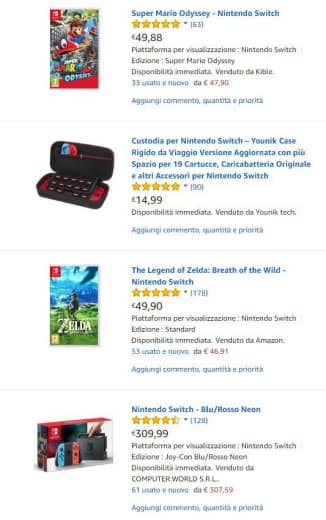 Super Mario Odyssey - Nintendo Switch
(63)
€49,88
Piattaforma per visualizzazione : Nintendo Switch
Edizione : Super Mario Odyssey
Disponibilità immediata. Venduto da Kible.
33 usato e nuovo da € 47,90
Aggiungi commento, quantità e priorità
Custodia per Nintendo Switch – Younik Case
Rigido da Viaggio Versione Aggiornata con più
Spazio per 19 Cartucce, Caricabatteria Originale
e altri Accessori per Nintendo Switch
(90)
€14,99
Disponibilità immediata. Venduto da Younik tech.
Aggiungi commento, quantità e priorità
ZELDA
The Legend of Zelda: Breath of the Wild -
Nintendo Switch
(178)
€49,90
Piattaforma per visualizzazione : Nintendo Switch
Edizione : Standard
Disponibilità immediata. Venduto da Amazon.
53 usato e nuovo da € 46,91
Aggiungi commento, quantità e priorità
Nintendo Switch - Blu/Rosso Neon
(128)
€309,99
Piattaforma per visualizzazione : Nintendo Switch
Edizione : Joy-Con Blu/Rosso Neon
Disponibilità immediata. Venduto da
COMPUTER.WORLD S.R.L..
61 usato e nuovo da € 307,59
Aggiungi commento, quantità e priorità